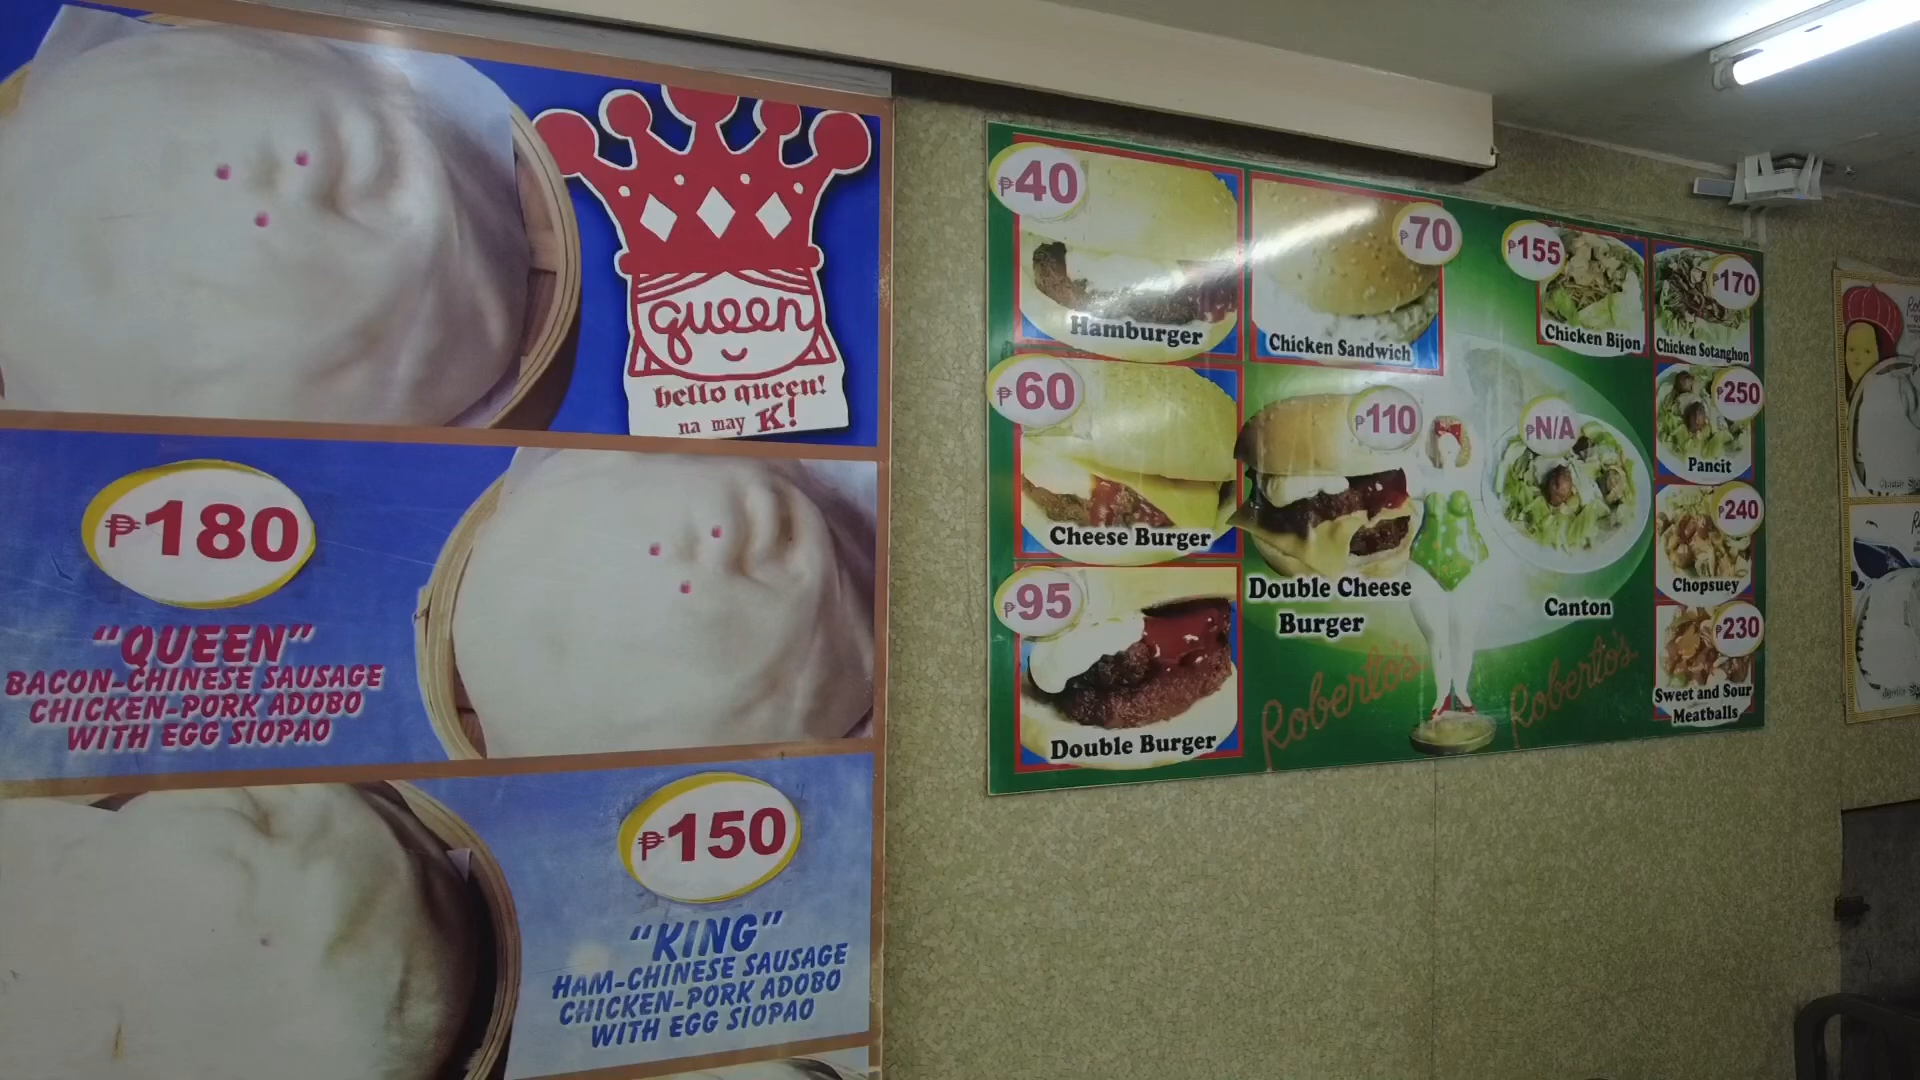 queen
hello queen!
na may K!
₱180
"QUEEN"
BACON-CHINESE SAUSAGE
CHICKEN-PORK ADOBO
WITH EGG SIOPAO
₱150
"KING"
HAM-CHINESE SAUSAGE
CHICKEN-PORK ADOBO
WITH EGG SIOPAO
₱40
Hamburger
₱70
Chicken Sandwich
₱155
Chicken Bijon
₱170
Chicken Sotanghon
₱60
Cheese Burger
₱110
Double Cheese
Burger
₱N/A
Canton
₱250
Pancit
₱240
Chopsuey
₱95
Double Burger
₱230
Sweet and Sour
Meatballs
Roberto's
Roberto's